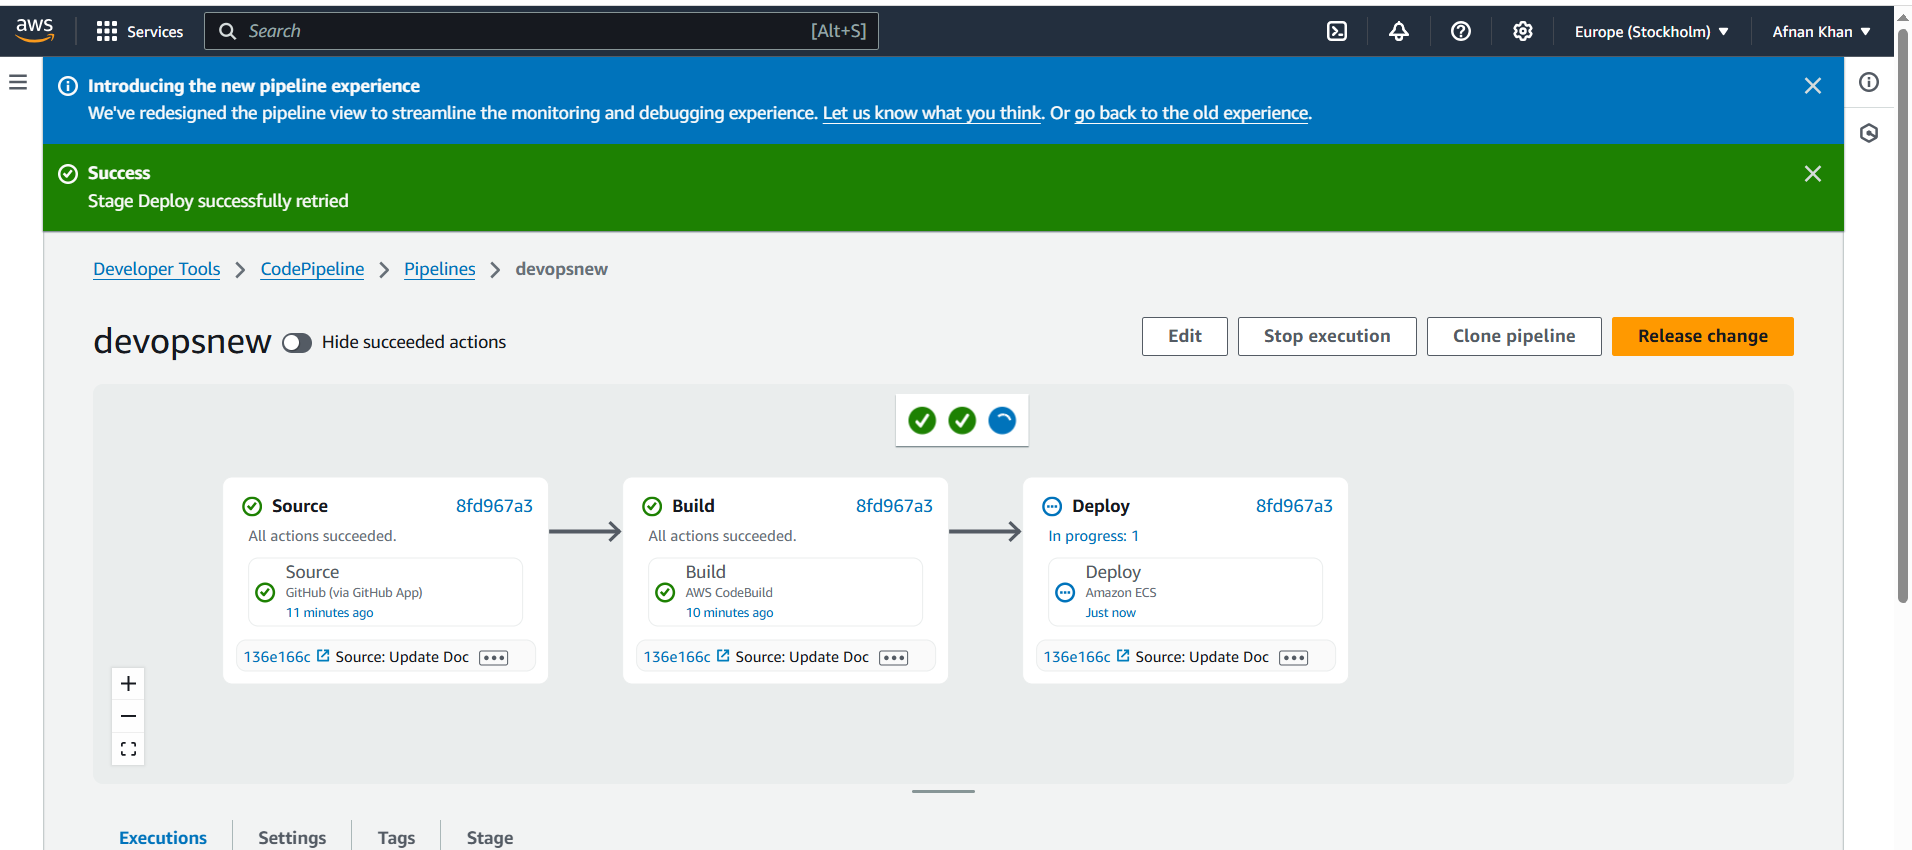 aws
Services
Search
[Alt+S]
Europe (Stockholm)
Afnan Khan
Introducing the new pipeline experience
We've redesigned the pipeline view to streamline the monitoring and debugging experience. Let us know what you think. Or go back to the old experience.
Success
Stage Deploy successfully retried
Developer Tools
CodePipeline
Pipelines
devopsnew
devopsnew
Hide succeeded actions
Edit
Stop execution
Clone pipeline
Release change
Source
8fd967a3
All actions succeeded.
Source
GitHub (via GitHub App)
11 minutes ago
136e166c
Source: Update Doc
Build
8fd967a3
All actions succeeded.
Build
AWS CodeBuild
10 minutes ago
136e166c
Source: Update Doc
Deploy
8fd967a3
In progress: 1
Deploy
Amazon ECS
Just now
136e166c
Source: Update Doc
Executions
Settings
Tags
Stage